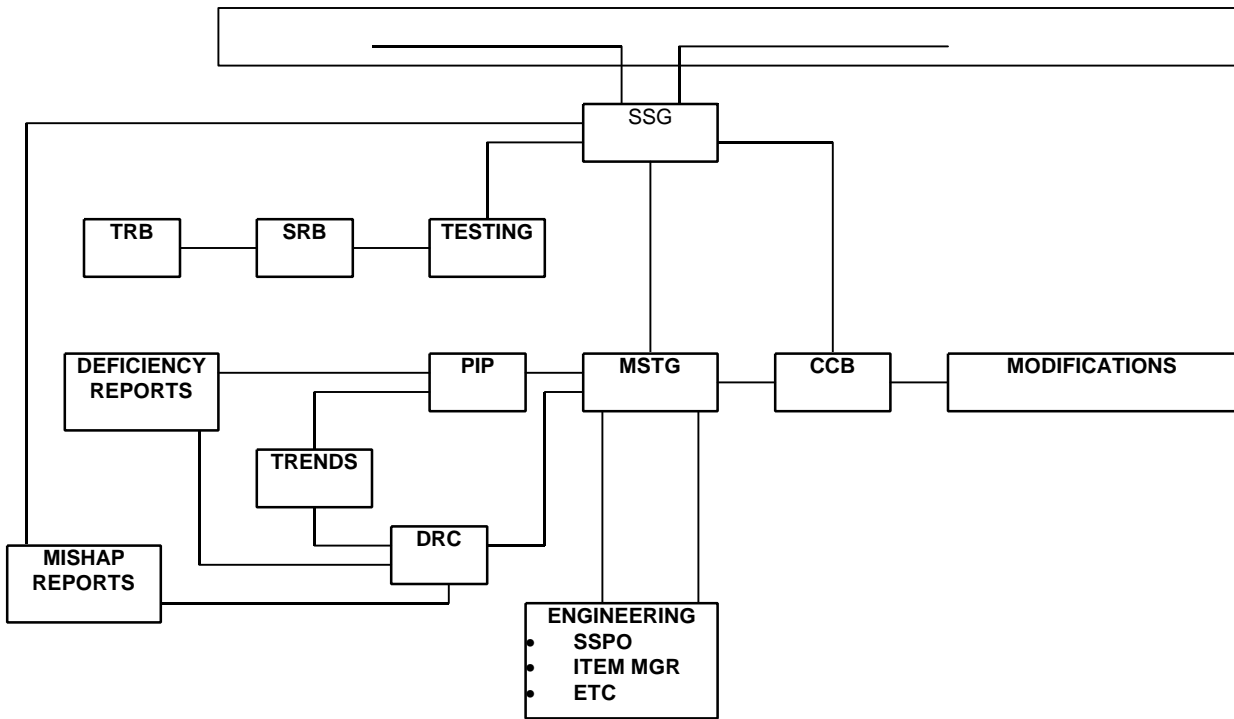 SSG
TRB
SRB
TESTING
DEFICIENCY
REPORTS
PIP
MSTG
CCB
MODIFICATIONS
TRENDS
DRC
MISHAP
REPORTS
ENGINEERING
• SSPO
• ITEM MGR
• ETC